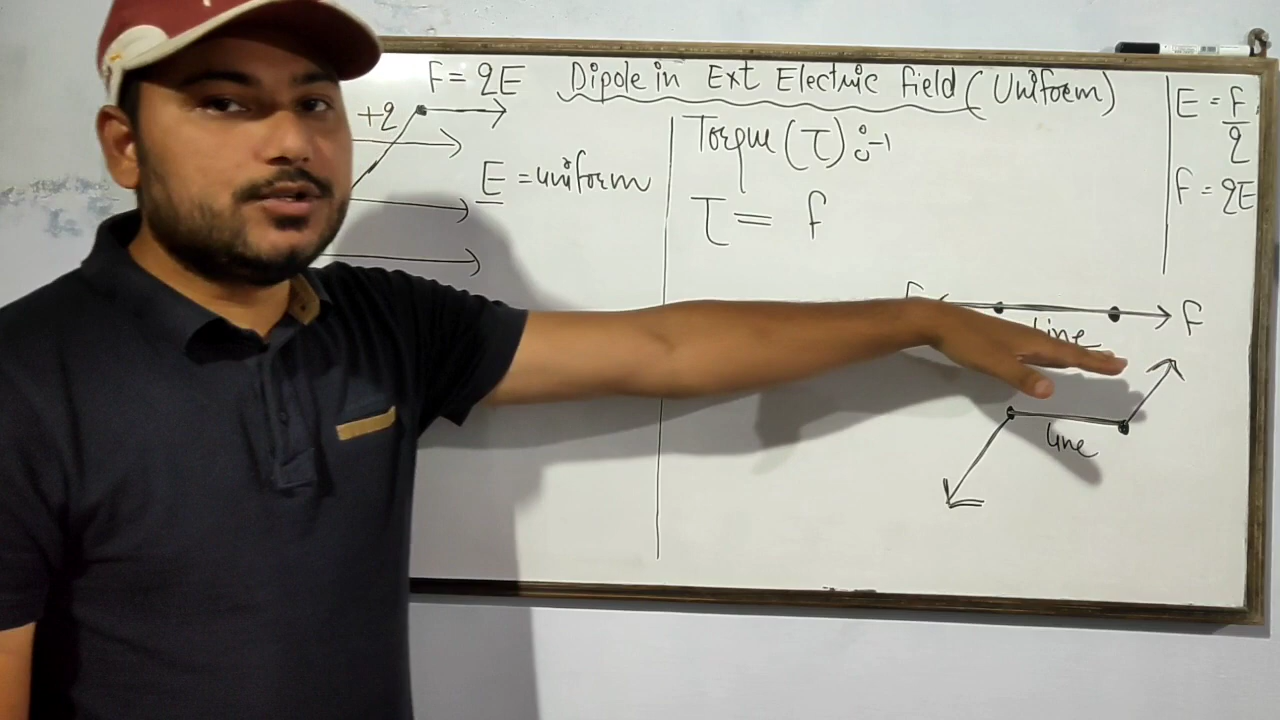 Dipole in Ext Electric field (Uniform)
F = qE
+q
E = uniform
Torque (τ) :-
τ = f
E = F/q
F = qE
F
F
Line
Line